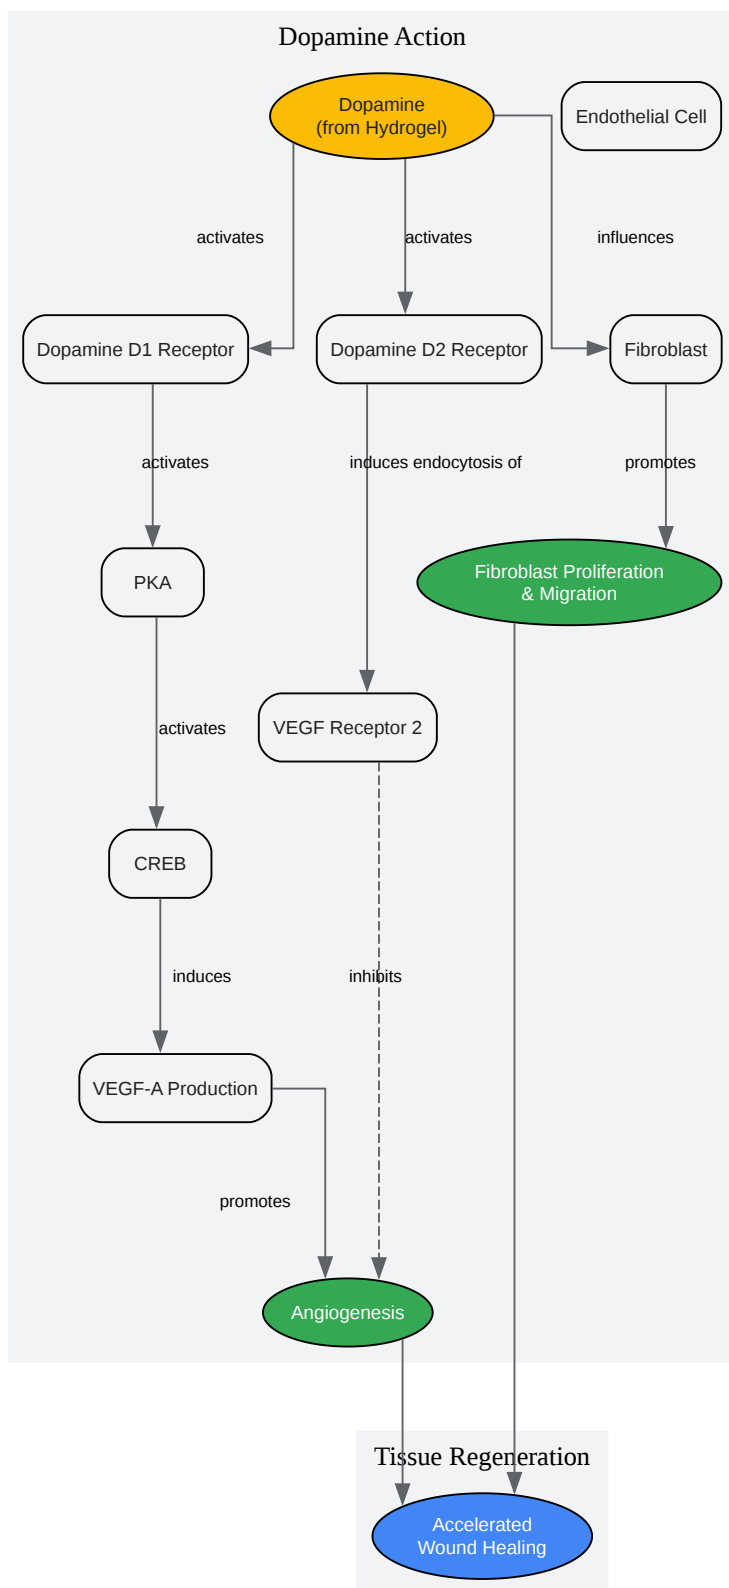 Dopamine Action
Dopamine
(from Hydrogel)
Endothelial Cell
activates
activates
influences
Dopamine D1 Receptor
Dopamine D2 Receptor
Fibroblast
activates
induces endocytosis of
promotes
PKA
Fibroblast Proliferation
& Migration
activates
VEGF Receptor 2
CREB
induces
inhibits
VEGF-A Production
promotes
Angiogenesis
Tissue Regeneration
Accelerated
Wound Healing